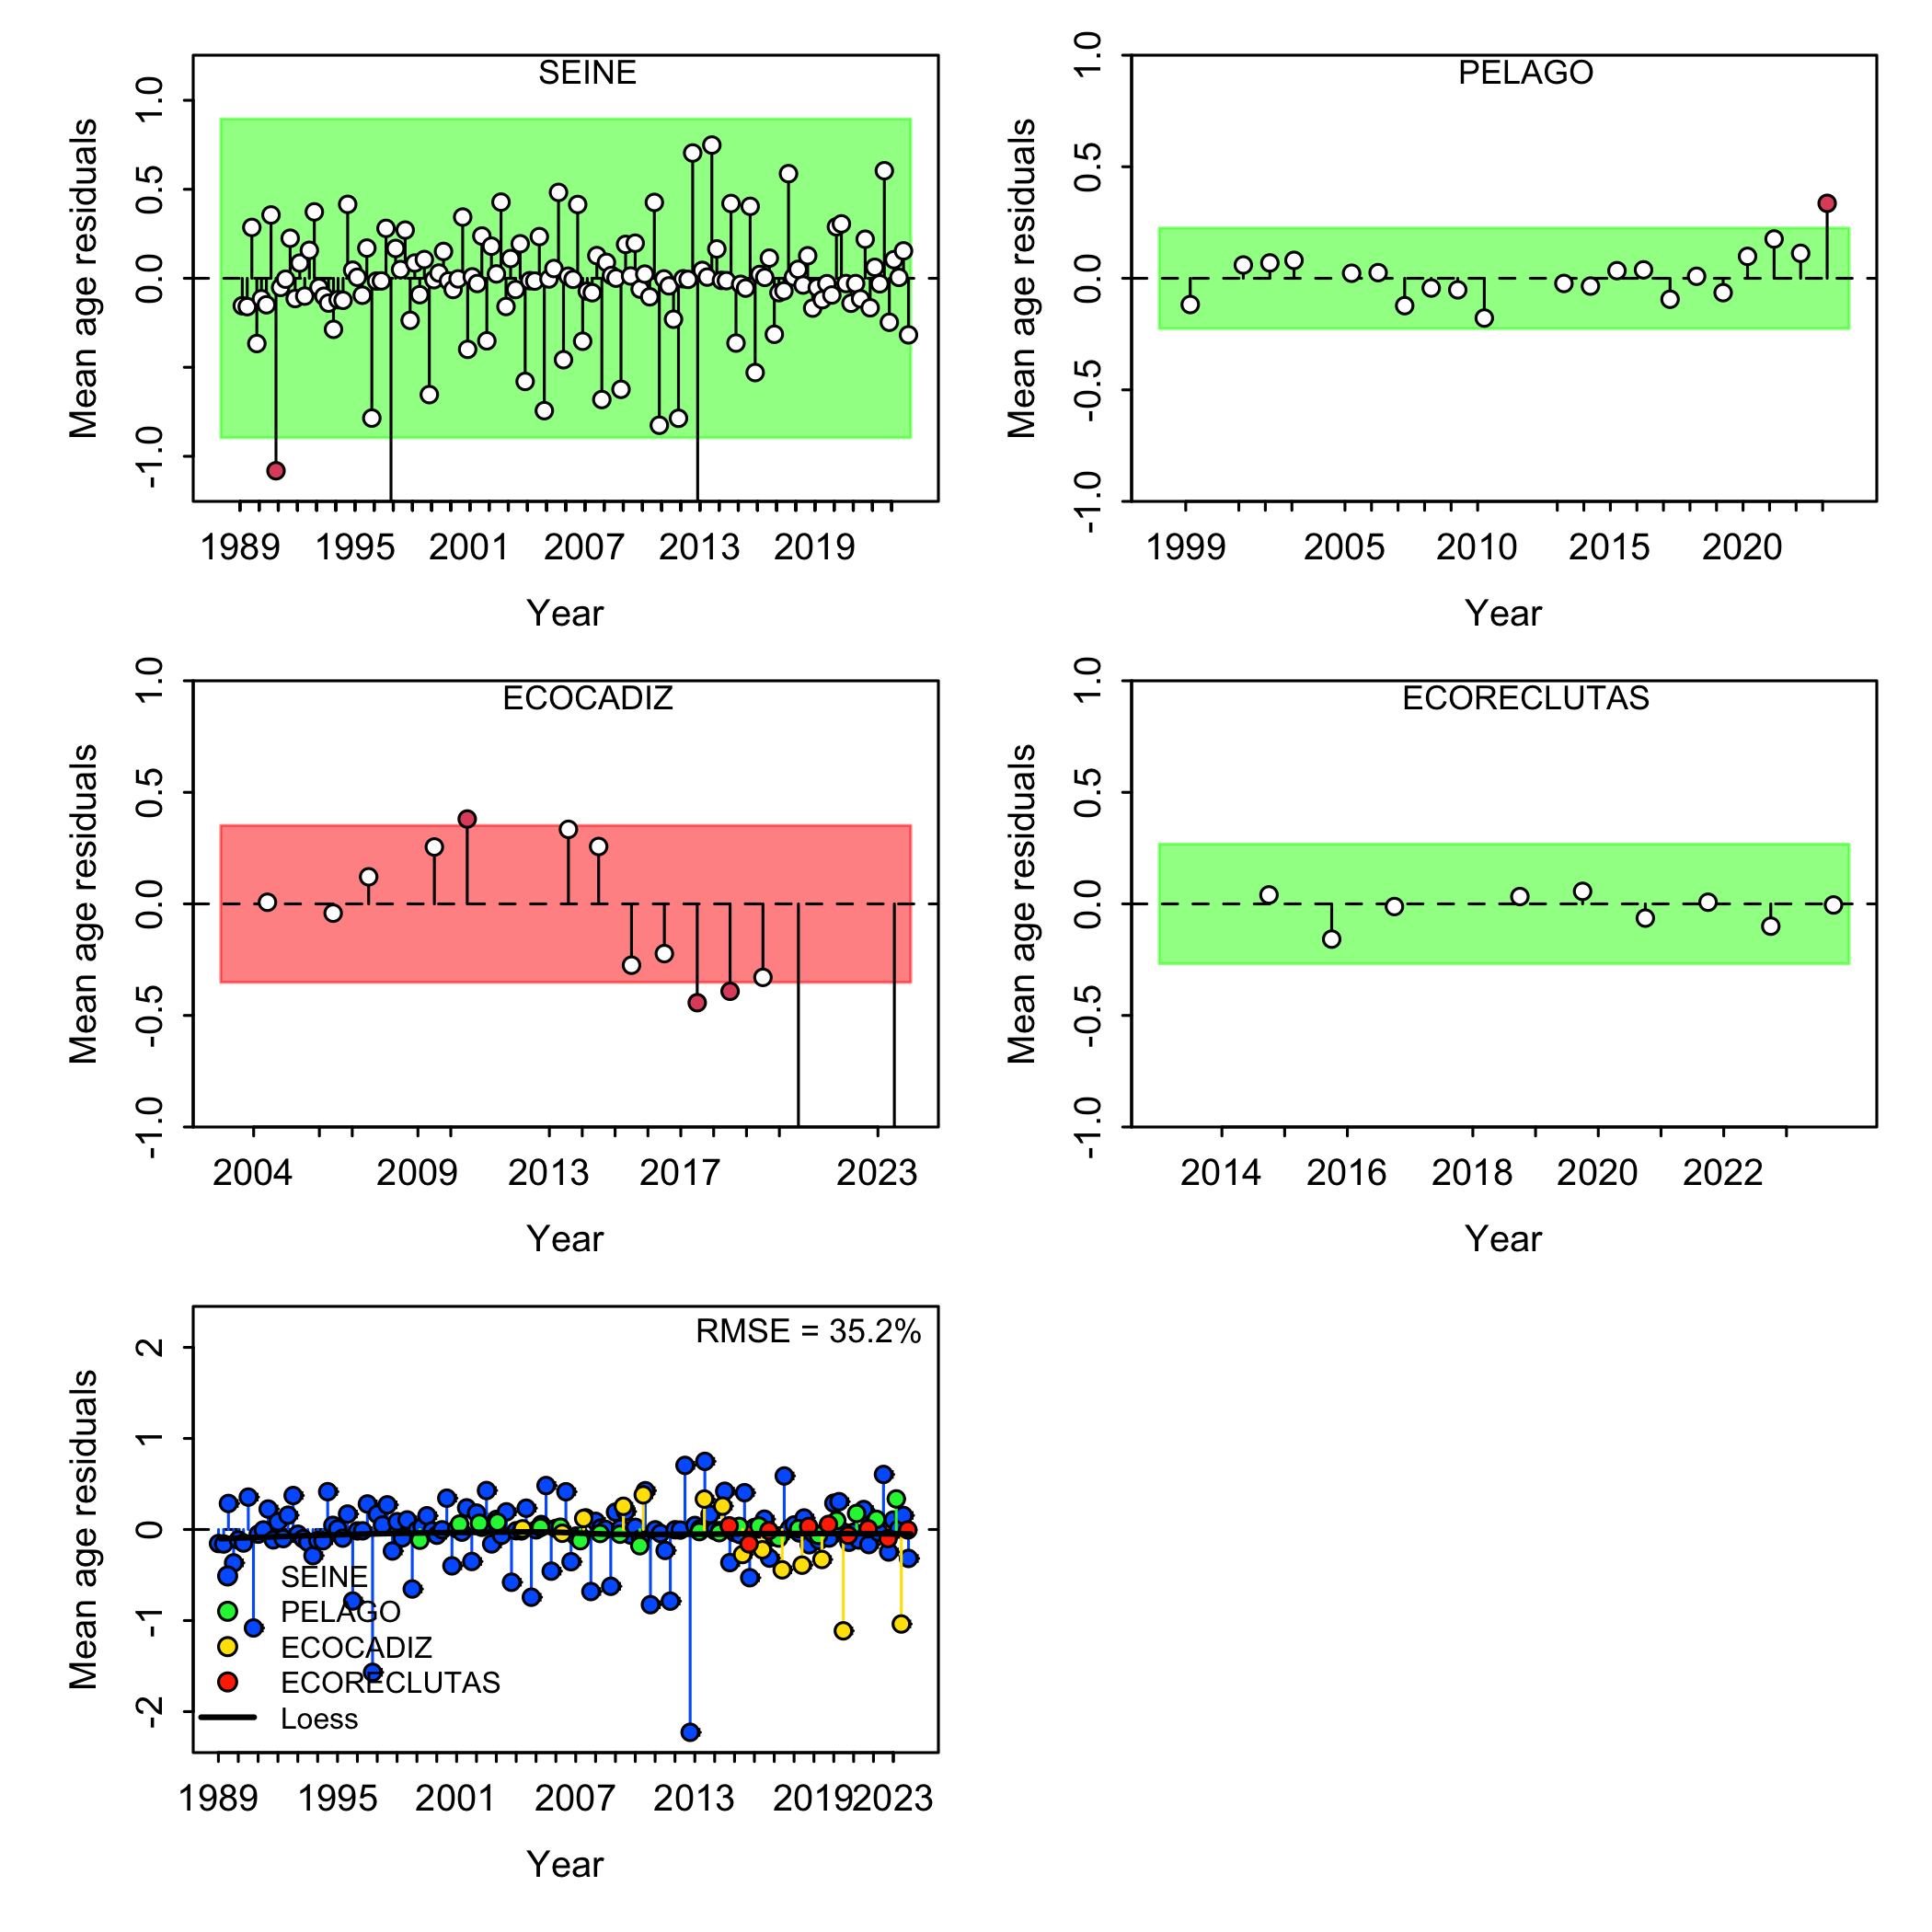 SEINE
Mean age residuals
1.0
0.5
0.0
-1.0
1989 1995 2001 2007 2013 2019
Year
PELAGO
Mean age residuals
1.0
0.5
0.0
-0.5
-1.0
1999 2005 2010 2015 2020
Year
ECOCADIZ
Mean age residuals
1.0
0.5
0.0
-0.5
-1.0
2004 2009 2013 2017 2023
Year
ECORECLUTAS
Mean age residuals
1.0
0.5
0.0
-0.5
-1.0
2014 2016 2018 2020 2022
Year
RMSE = 35.2%
Mean age residuals
2
1
0
-1
-2
SEINE
PELAGO
ECOCADIZ
ECORECLUTAS
Loess
1989 1995 2001 2007 2013 2019 2023
Year